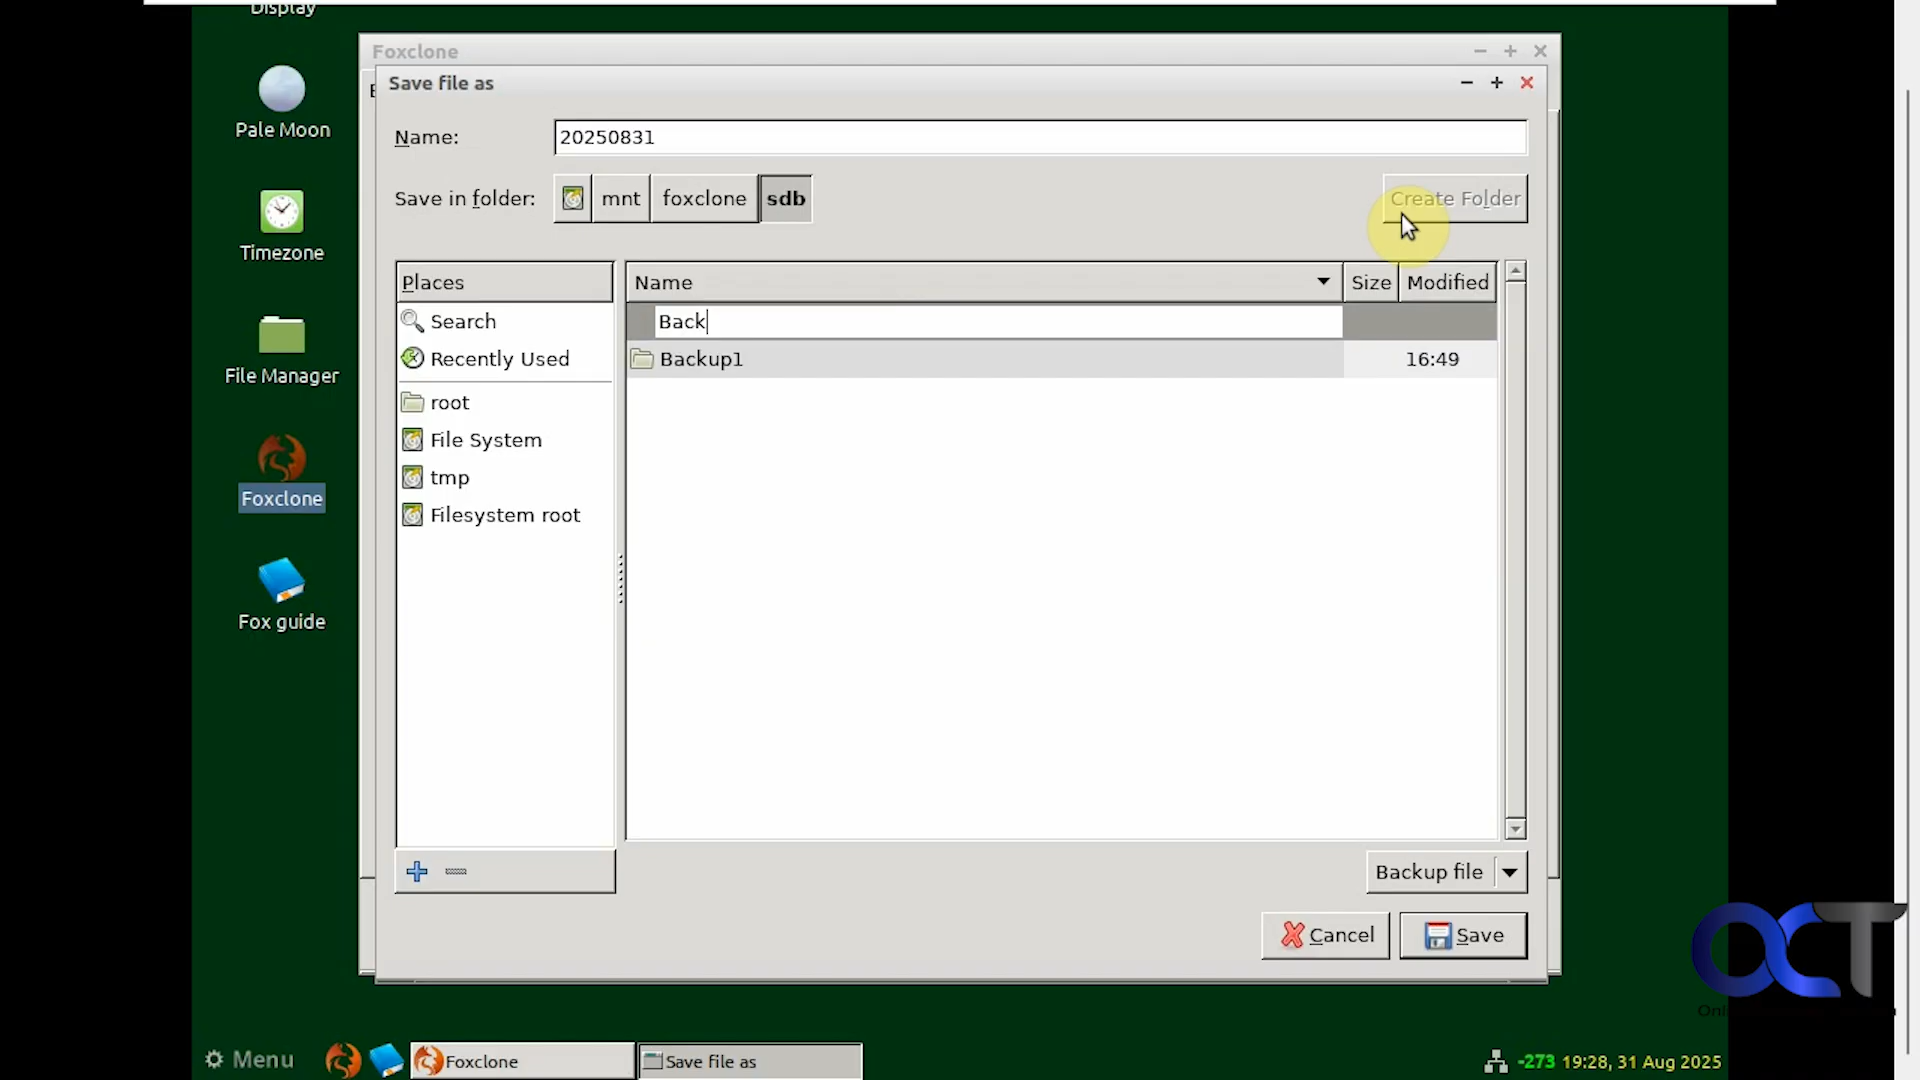 Display
Foxclone
Save file as
Pale Moon
Name:
20250831
Save in folder:
mnt
foxclone
sdb
Create Folder
Timezone
Places
Name
Size
Modified
Search
Back
Recently Used
Backup1
16:49
File Manager
root
File System
tmp
Foxclone
Filesystem root
Fox guide
Backup file
Cancel
Save
OCT
Menu
Foxclone
Save file as
-273 19:28, 31 Aug 2025